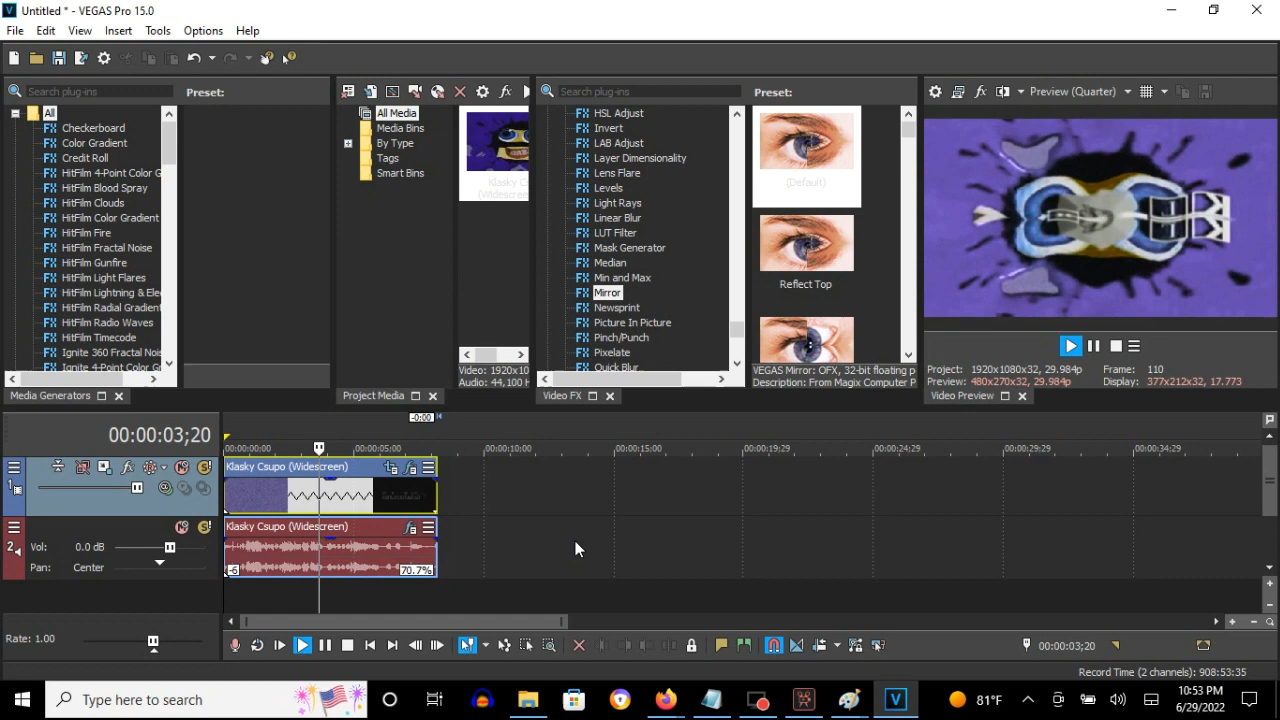 Untitled * - VEGAS Pro 15.0
File Edit View Insert Tools Options Help
Search plug-ins
Preset:
All
Checkerboard
Color Gradient
Credit Roll
HitFilm 4-Point Color G
HitFilm Blood Spray
HitFilm Clouds
HitFilm Color Gradient
HitFilm Fire
HitFilm Fractal Noise
HitFilm Gunfire
HitFilm Light Flares
HitFilm Lightning & Ele
HitFilm Radial Gradient
HitFilm Radio Waves
HitFilm Timecode
Ignite 360 Fractal Nois
Ignite 4-Point Color G
Media Generators
All Media
Media Bins
By Type
Tags
Smart Bins
Klasky Cs
(Widescree
Video: 1920x10
Audio: 44,100 H
Project Media
Search plug-ins
HSL Adjust
Invert
LAB Adjust
Layer Dimensionality
Lens Flare
Levels
Light Rays
Linear Blur
LUT Filter
Mask Generator
Median
Min and Max
Mirror
Newsprint
Picture In Picture
Pinch/Punch
Pixelate
Quick Blur
Preset:
(Default)
Reflect Top
VEGAS Mirror: OFX, 32-bit floating p
Description: From Magix Computer P
Video FX
Preview (Quarter)
Project: 1920x1080x32, 29.984p
Frame: 110
Preview: 480x270x32, 29.984p
Display: 377x212x32, 17.773
Video Preview
-0:00
00:00:03;20
00:00:00;00 00:00:05;00 00:00:10;00 00:00:15;00 00:00:19;29 00:00:24;29 00:00:29;29 00:00:34;29
Klasky Csupo (Widescreen)
1
Klasky Csupo (Widescreen)
2
Vol: 0.0 dB
Pan: Center
-6
70.7%
Rate: 1.00
00:00:03;20
Record Time (2 channels): 908:53:35
Type here to search
81°F
10:53 PM
6/29/2022